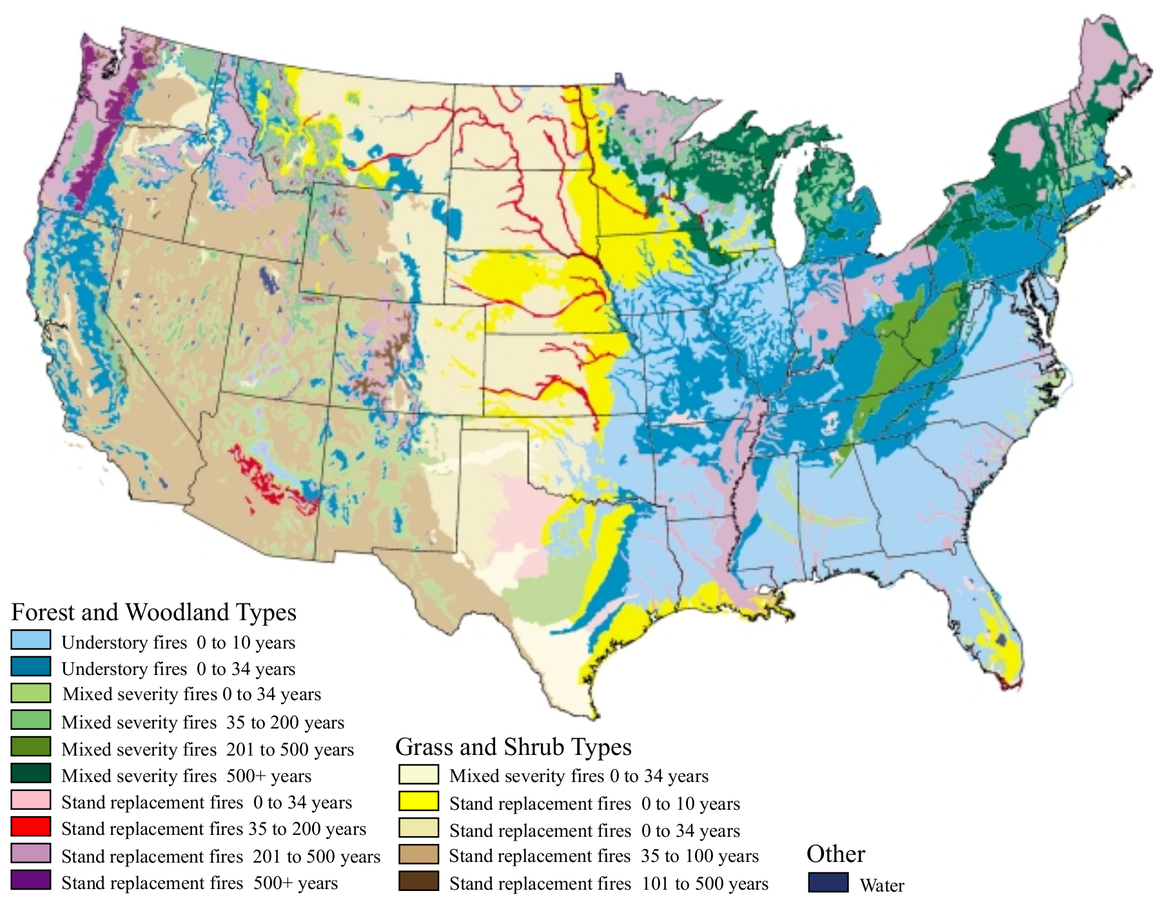 Forest and Woodland Types
Understory fires 0 to 10 years
Understory fires 0 to 34 years
Mixed severity fires 0 to 34 years
Mixed severity fires 35 to 200 years
Mixed severity fires 201 to 500 years
Mixed severity fires 500+ years
Stand replacement fires 0 to 34 years
Stand replacement fires 35 to 200 years
Stand replacement fires 201 to 500 years
Stand replacement fires 500+ years
Grass and Shrub Types
Mixed severity fires 0 to 34 years
Stand replacement fires 0 to 10 years
Stand replacement fires 0 to 34 years
Stand replacement fires 35 to 100 years
Stand replacement fires 101 to 500 years
Other
Water